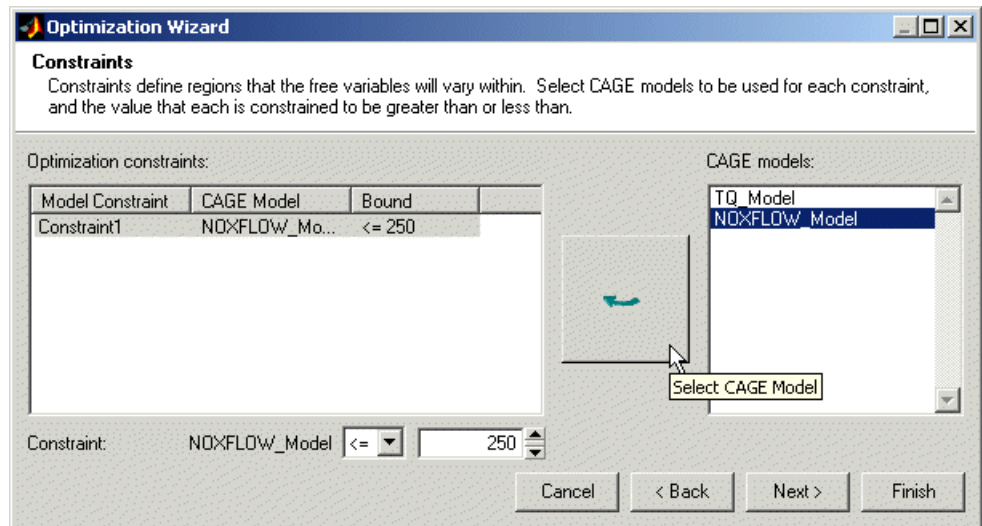 Optimization Wizard
Constraints
Constraints define regions that the free variables will vary within. Select CAGE models to be used for each constraint,
and the value that each is constrained to be greater than or less than.
Optimization constraints:
CAGE models:
Model Constraint CAGE Model Bound
Constraint1 NOXFLOW_Mo... <= 250
TQ_Model
NOXFLOW_Model
Select CAGE Model
Constraint: NOXFLOW_Model <= 250
Cancel < Back Next > Finish